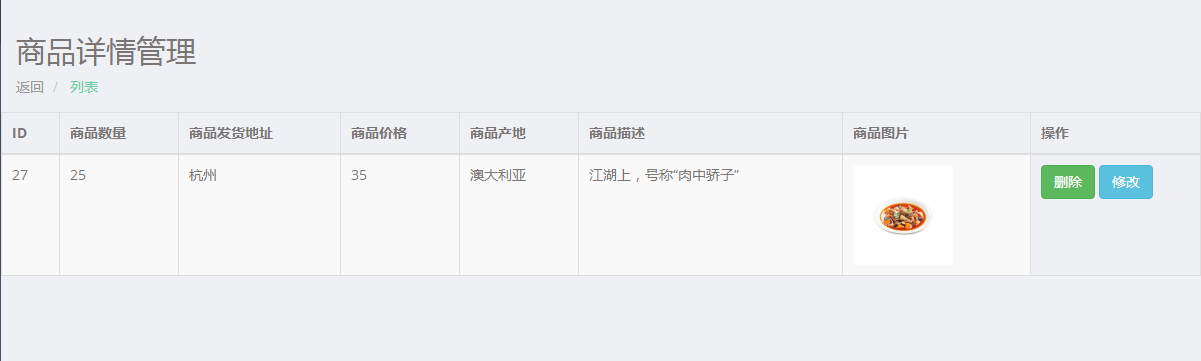 商品详情管理
返回 / 列表
ID 商品数量 商品发货地址 商品价格 商品产地 商品描述 商品图片 操作
27 25 杭州 35 澳大利亚 江湖上，号称“肉中骄子” 删除 修改